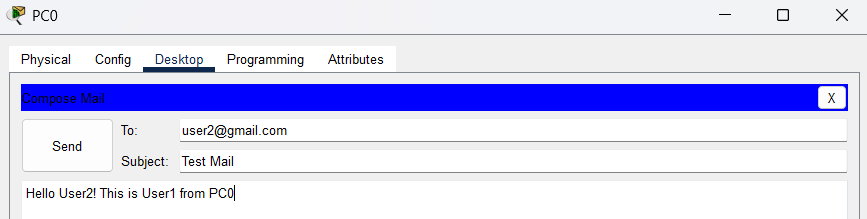 PC0
Physical Config Desktop Programming Attributes
Compose Mail
X
Send
To:
user2@gmail.com
Subject:
Test Mail
Hello User2! This is User1 from PC0